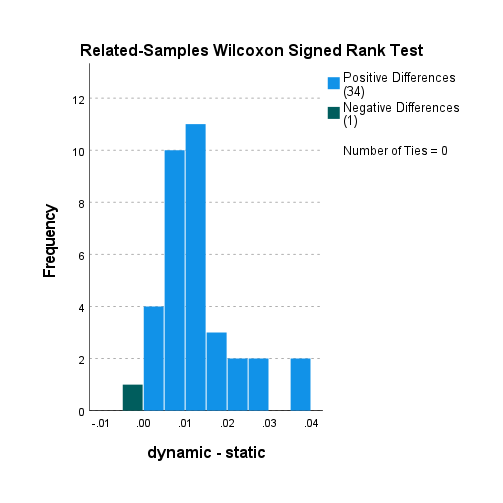 Related-Samples Wilcoxon Signed Rank Test
Positive Differences
(34)
Negative Differences
(1)
Number of Ties = 0
Frequency
12
10
8
6
4
2
0
-.01 .00 .01 .02 .03 .04
dynamic - static